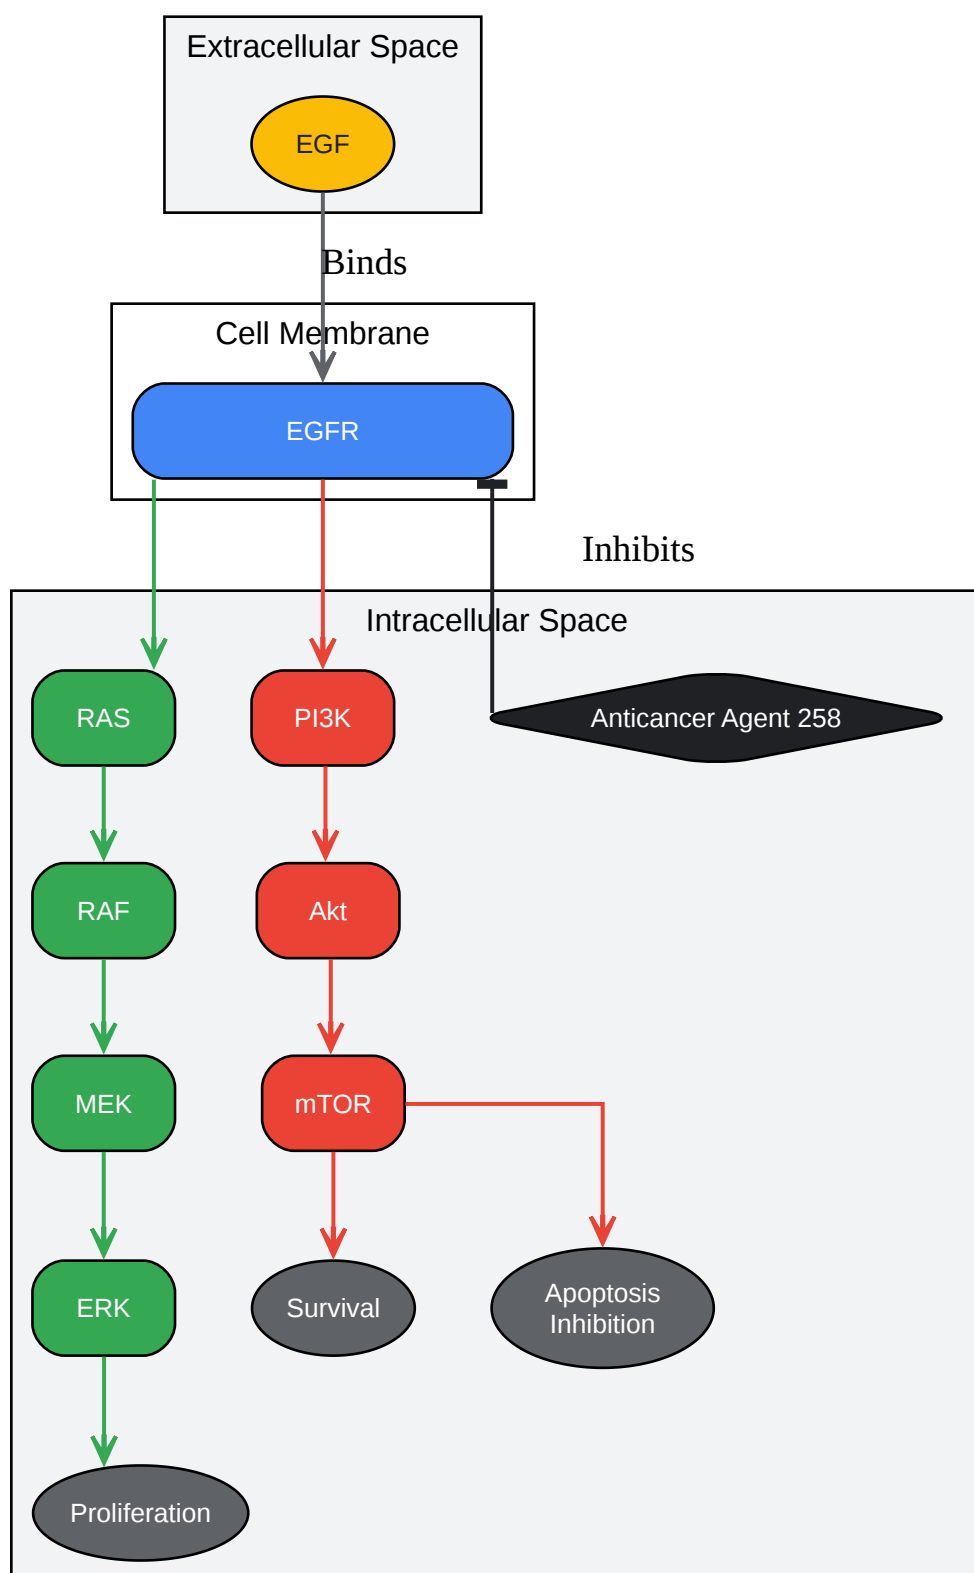 Extracellular Space
EGF
Binds
Cell Membrane
EGFR
Inhibits
Intracellular Space
RAS
PI3K
Anticancer Agent 258
RAF
Akt
MEK
mTOR
ERK
Survival
Apoptosis
Inhibition
Proliferation